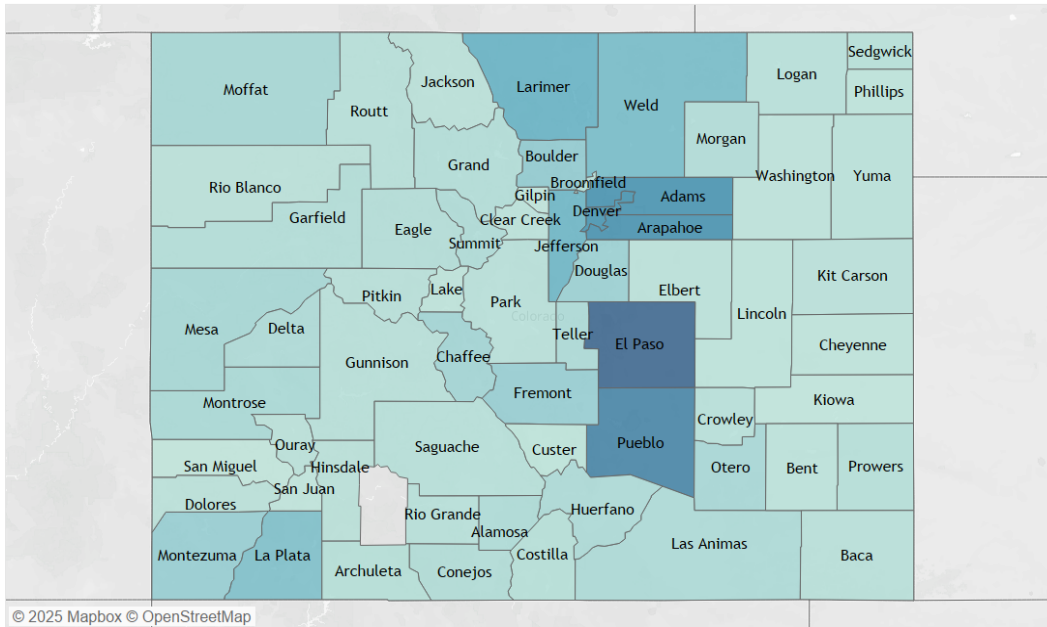 Moffat
Routt
Jackson
Larimer
Weld
Logan
Sedgwick
Phillips
Morgan
Grand
Boulder
Rio Blanco
Washington
Yuma
Broomfield
Gilpin
Adams
Garfield
Eagle
Clear Creek
Denver
Arapahoe
Summit
Jefferson
Douglas
Kit Carson
Pitkin
Lake
Park
Elbert
Colorado
Lincoln
Mesa
Delta
Teller
El Paso
Cheyenne
Gunnison
Chaffee
Fremont
Montrose
Kiowa
Crowley
Ouray
Saguache
Custer
Pueblo
San Miguel
Hinsdale
Otero
Bent
Prowers
San Juan
Dolores
Rio Grande
Huerfano
Alamosa
Montezuma
La Plata
Las Animas
Costilla
Baca
Archuleta
Conejos
© 2025 Mapbox © OpenStreetMap